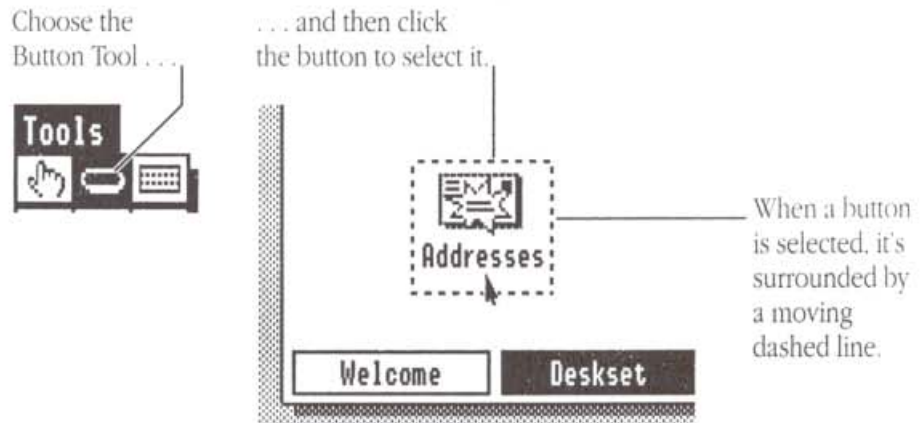 Choose the
Button Tool . . .
. . . and then click
the button to select it.
Tools
Addresses
When a button
is selected, it's
surrounded by
a moving
dashed line.
Welcome
Deskset